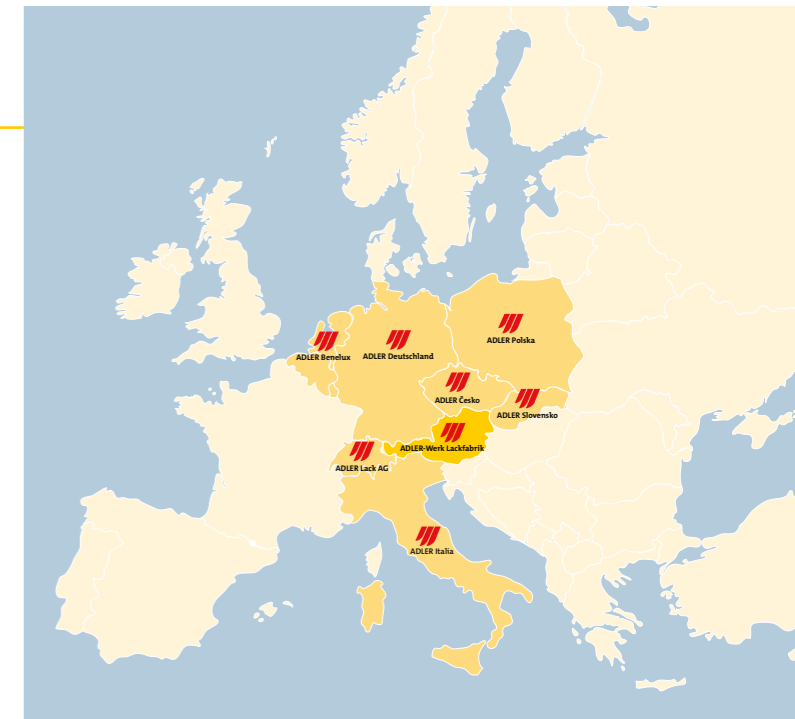 ADLER Polska
ADLER Benelux
ADLER Deutschland
ADLER Česko
ADLER Slovensko
ADLER-Werk Lackfabrik
ADLER Lack AG
ADLER Italia